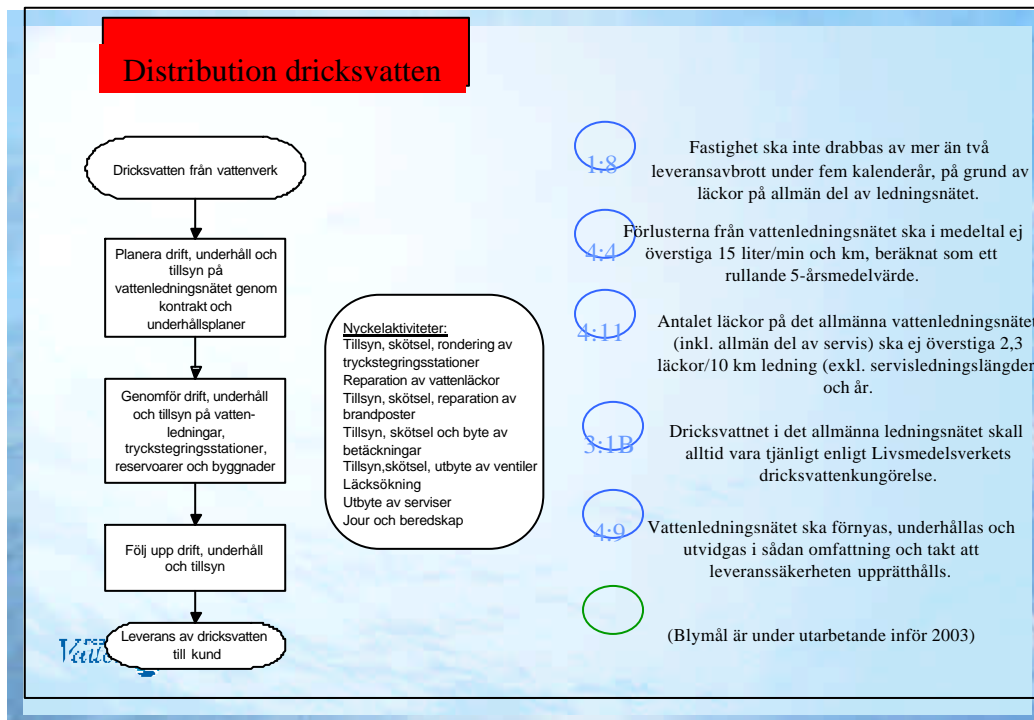 Distribution dricksvatten
Dricksvatten från vattenverk
Planera drift, underhåll och
tillsyn på
vattenledningsnätet genom
kontrakt och
underhållsplaner
Genomför drift, underhåll
och tillsyn på vatten-
ledningar,
tryckstegringsstationer,
reservoarer och byggnader
Följ upp drift, underhåll
och tillsyn
Leverans av dricksvatten
till kund
Nyckelaktiviteter:
Tillsyn, skötsel, rondering av
tryckstegringsstationer
Reparation av vattenläckor
Tillsyn, skötsel, reparation av
brandposter
Tillsyn, skötsel och byte av
betäckningar
Tillsyn,skötsel, utbyte av ventiler
Läcksökning
Utbyte av serviser
Jour och beredskap
1:8
Fastighet ska inte drabbas av mer än två
leveransavbrott under fem kalenderår, på grund av
läckor på allmän del av ledningsnätet.
4:4
Förlusterna från vattenledningsnätet ska i medeltal ej
överstiga 15 liter/min och km, beräknat som ett
rullande 5-årsmedelvärde.
4:11
Antalet läckor på det allmänna vattenledningsnätet
(inkl. allmän del av servis) ska ej överstiga 2,3
läckor/10 km ledning (exkl. servisledningslängder
och år.
3:1B
Dricksvattnet i det allmänna ledningsnätet skall
alltid vara tjänligt enligt Livsmedelsverkets
dricksvattenkungörelse.
4:9
Vattenledningsnätet ska förnyas, underhållas och
utvidgas i sådan omfattning och takt att
leveranssäkerheten upprätthålls.
(Blymål är under utarbetande inför 2003)